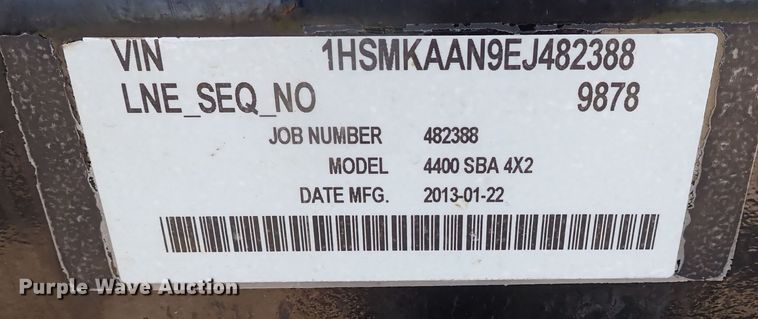 VIN 1HSMKAAN9EJ482388
LNE_SEQ_NO 9878
JOB NUMBER 482388
MODEL 4400 SBA 4X2
DATE MFG. 2013-01-22
Purple Wave Auction